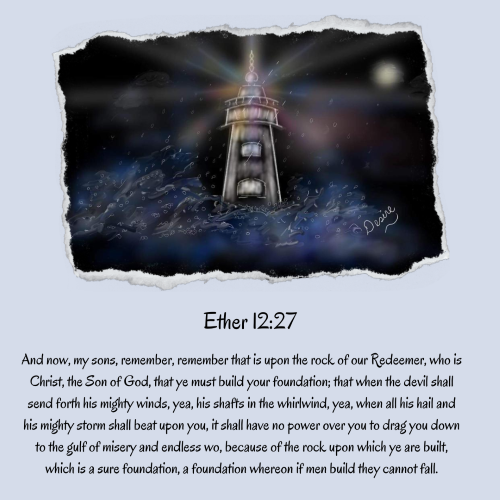 Desire
Ether 12:27
And now, my sons, remember, remember that is upon the rock of our Redeemer, who is
Christ, the Son of God, that ye must build your foundation; that when the devil shall
send forth his mighty winds, yea, his shafts in the whirlwind, yea, when all his hail and
his mighty storm shall beat upon you, it shall have no power over you to drag you down
to the gulf of misery and endless wo, because of the rock upon which ye are built,
which is a sure foundation, a foundation whereon if men build they cannot fall.